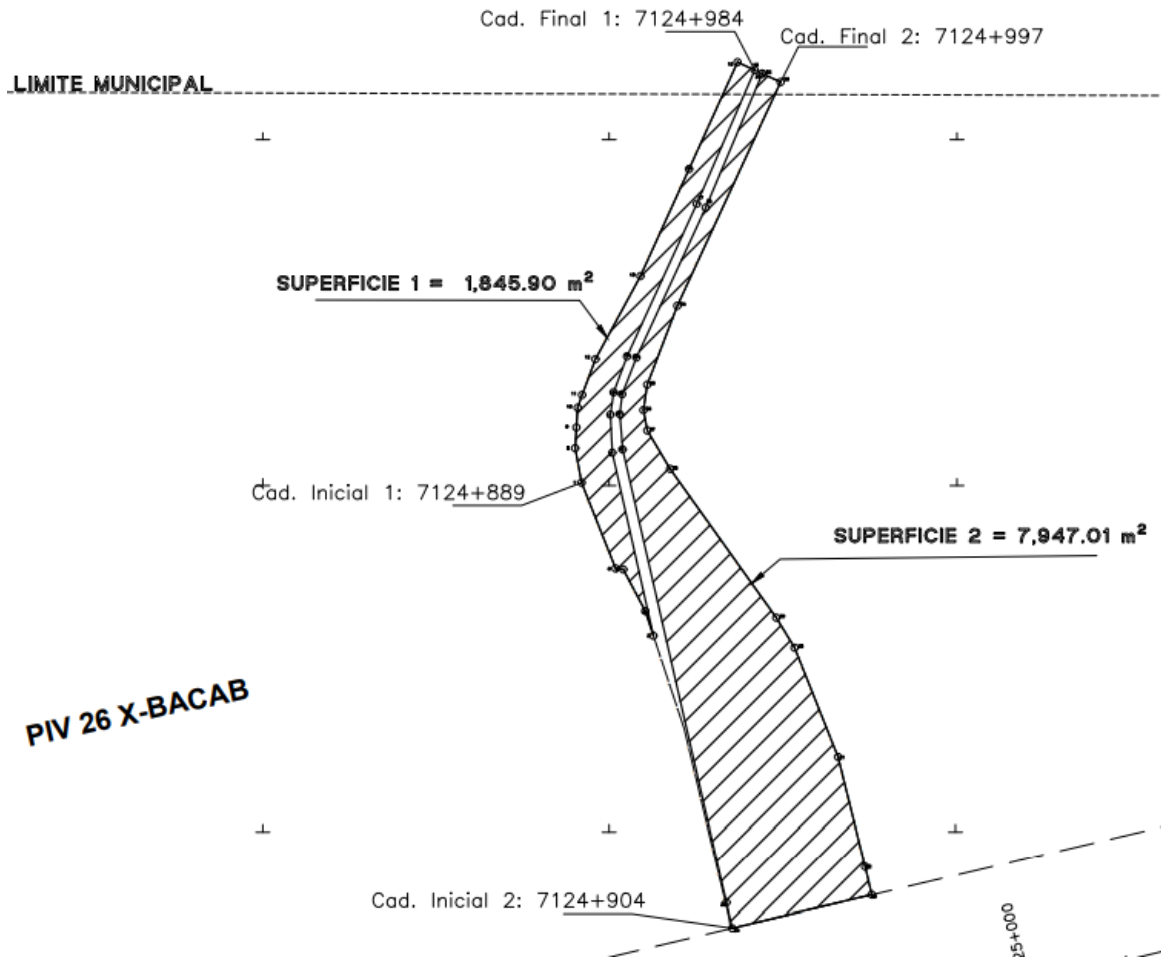 Cad. Final 1: 7124+984
Cad. Final 2: 7124+997
LIMITE MUNICIPAL
SUPERFICIE 1 = 1,845.90 m²
Cad. Inicial 1: 7124+889
SUPERFICIE 2 = 7,947.01 m²
PIV 26 X-BACAB
Cad. Inicial 2: 7124+904
25+000